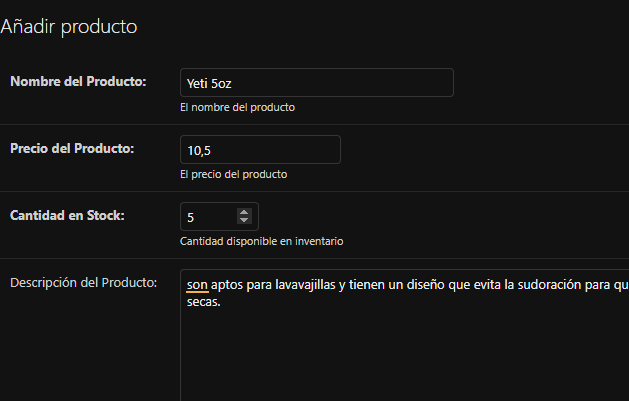 Añadir producto
Nombre del Producto:
Yeti 5oz
El nombre del producto
Precio del Producto:
10,5
El precio del producto
Cantidad en Stock:
5
Cantidad disponible en inventario
Descripción del Producto:
son aptos para lavavajillas y tienen un diseño que evita la sudoración para qu
secas.